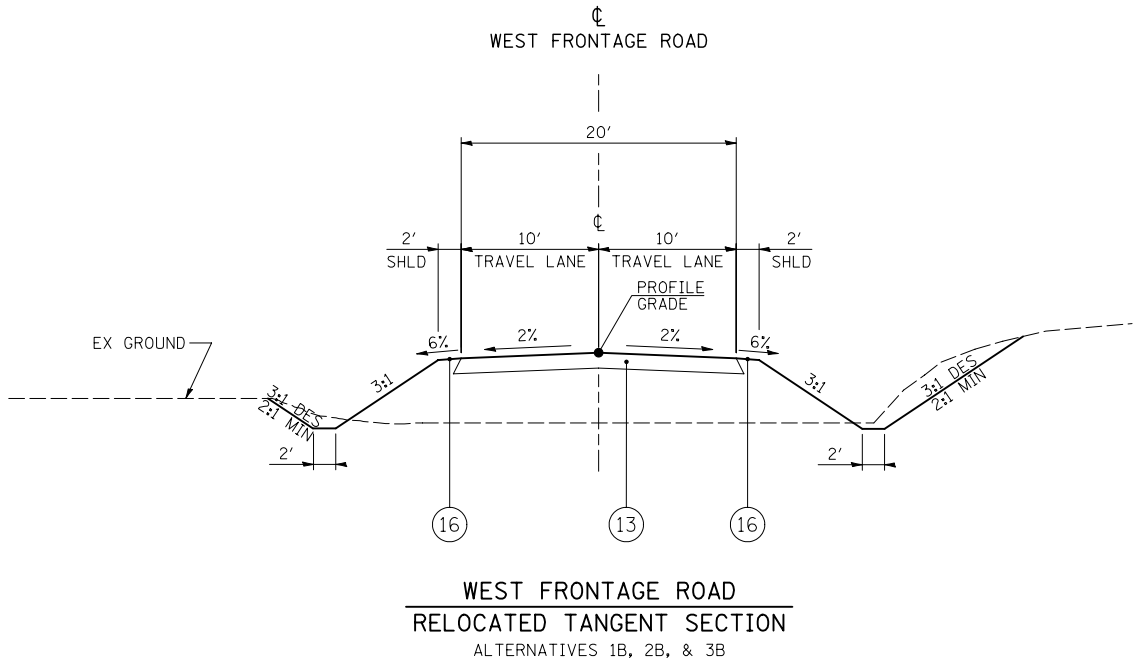 ℄
WEST FRONTAGE ROAD
20'
℄
2' 10' 10' 2'
SHLD TRAVEL LANE TRAVEL LANE SHLD
PROFILE
GRADE
EX GROUND
6% 2% 2% 6%
3:1 3:1
3:1 DES
2:1 MIN
3:1 DES
2:1 MIN
2' 2'
16 13 16
WEST FRONTAGE ROAD
RELOCATED TANGENT SECTION
ALTERNATIVES 1B, 2B, & 3B